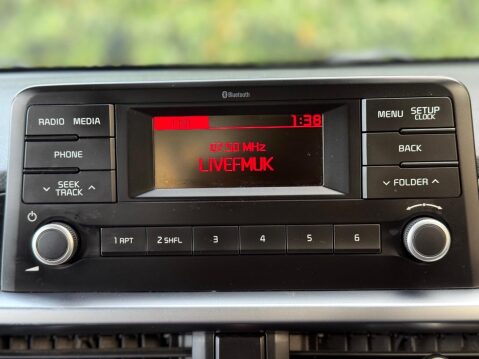 Bluetooth
RADIO MEDIA
PHONE
SEEK
TRACK
1:38
MHz
LIVEFMUK
MENU SETUP
CLOCK
BACK
FOLDER
1 RPT
2 SHFL
3
4
5
6